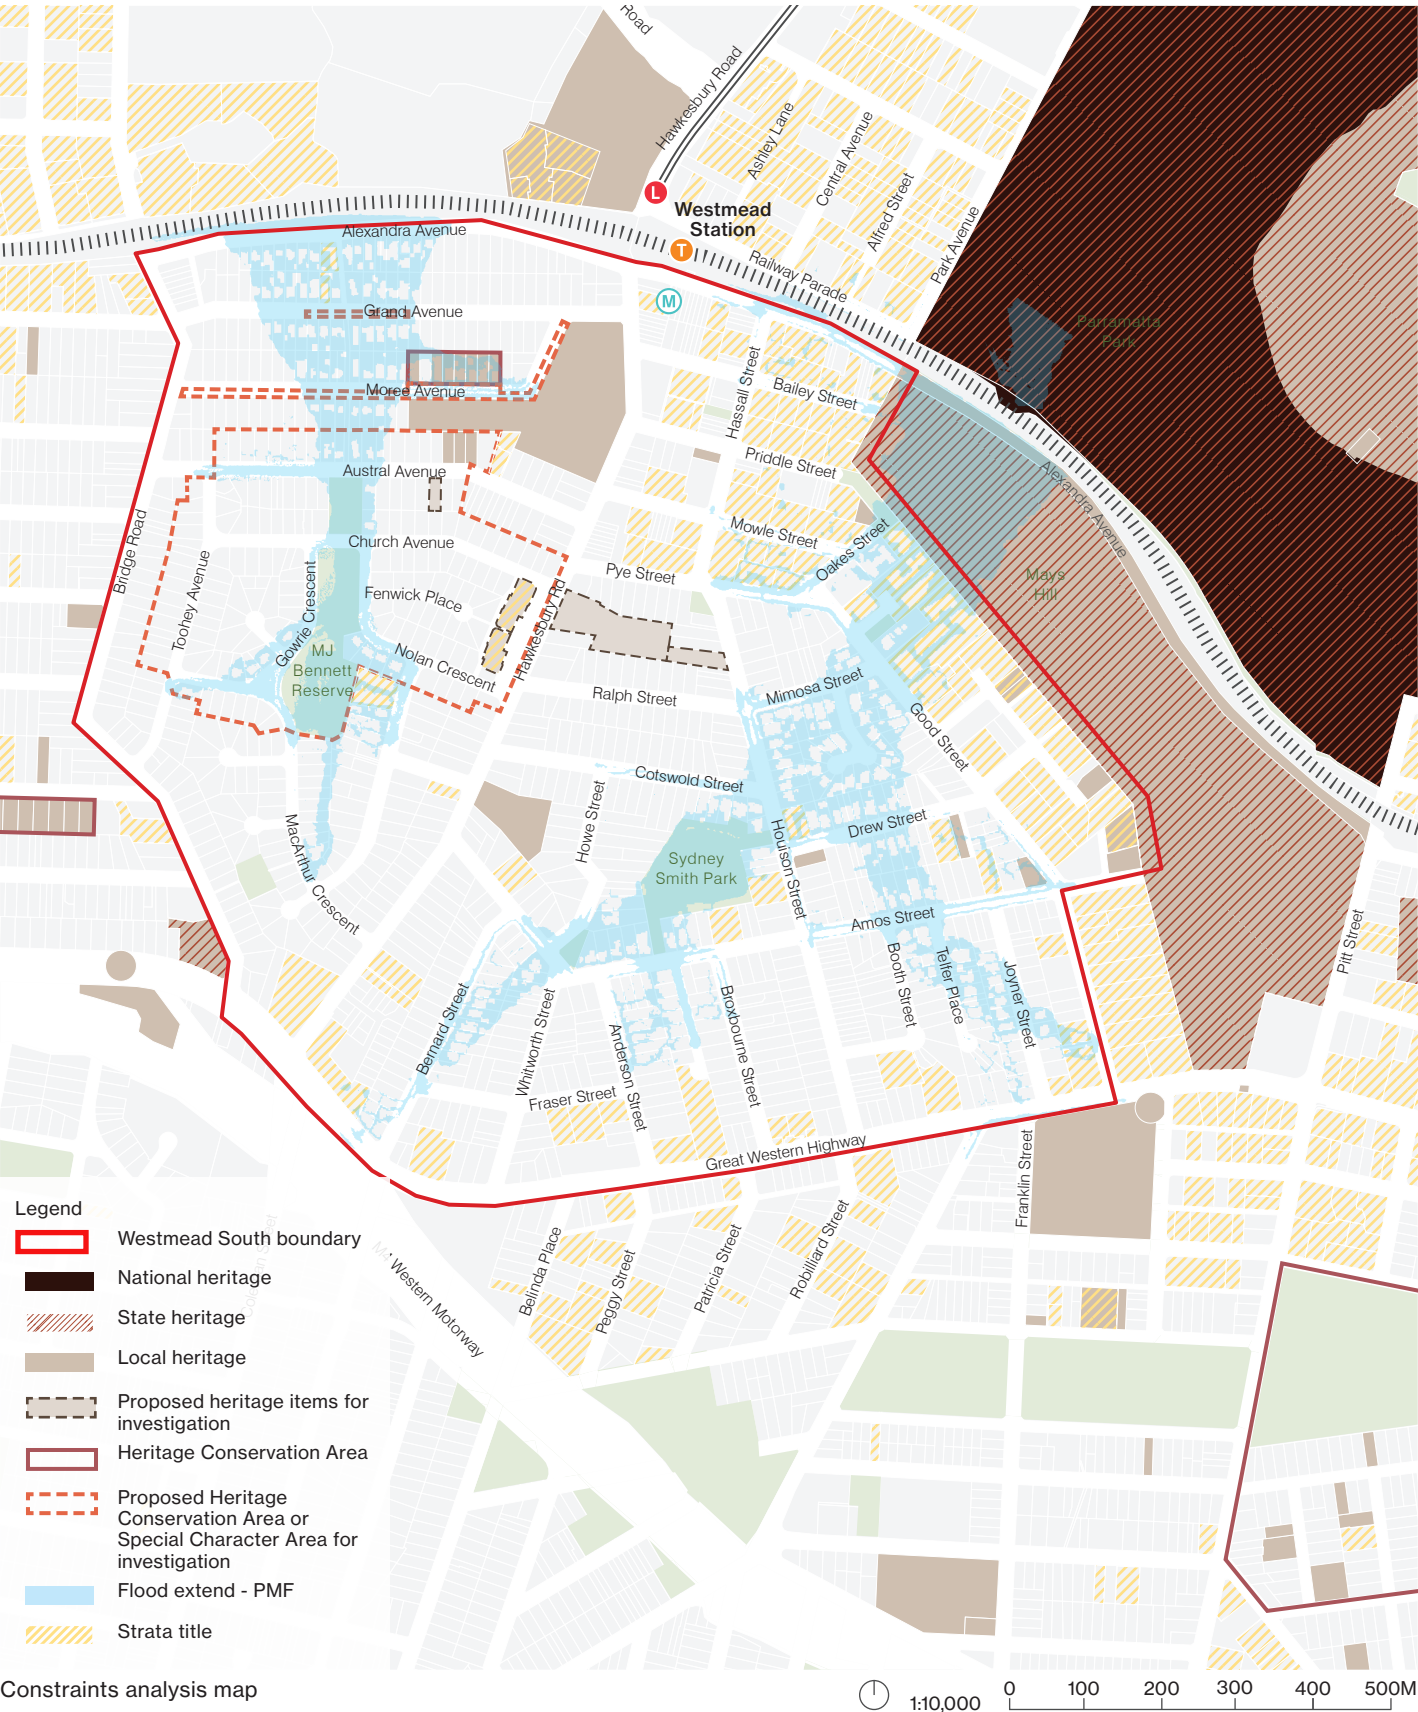 Road
Hawkesbury Road
Ashley Lane
Central Avenue
Alfred Street
Park Avenue
L
Westmead
Station
T
Alexandra Avenue
Railway Parade
M
Grand Avenue
Parramatta
Park
Hassall Street
Bailey Street
Moree Avenue
Priddle Street
Austral Avenue
Alexandra Avenue
Bridge Road
Mowle Street
Oakes Street
Church Avenue
Toohey Avenue
Gowrie Crescent
Fenwick Place
Pye Street
Mays
Hill
Hawkesbury Rd
MJ
Bennett
Reserve
Nolan Crescent
Ralph Street
Mimosa Street
Good Street
Cotswold Street
Howe Street
MacArthur Crescent
Houison Street
Drew Street
Sydney
Smith Park
Amos Street
Pitt Street
Booth Street
Telfer Place
Joyner Street
Bernard Street
Whitworth Street
Anderson Street
Broxbourne Street
Fraser Street
Great Western Highway
Franklin Street
Belinda Place
Peggy Street
Patricia Street
Robilliard Street
M4 Western Motorway
Legend
Westmead South boundary
National heritage
State heritage
Local heritage
Proposed heritage items for
investigation
Heritage Conservation Area
Proposed Heritage
Conservation Area or
Special Character Area for
investigation
Flood extend - PMF
Strata title
Constraints analysis map
1:10,000
0 100 200 300 400 500M